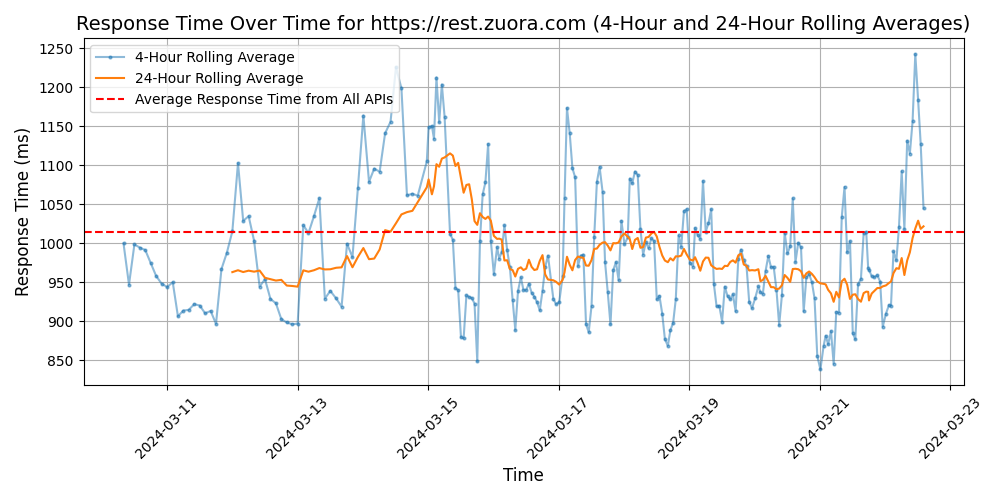 Response Time Over Time for https://rest.zuora.com (4-Hour and 24-Hour Rolling Averages)
4-Hour Rolling Average
24-Hour Rolling Average
Average Response Time from All APIs
Response Time (ms)
1250
1200
1150
1100
1050
1000
950
900
850
2024-03-11
2024-03-13
2024-03-15
2024-03-17
2024-03-19
2024-03-21
2024-03-23
Time